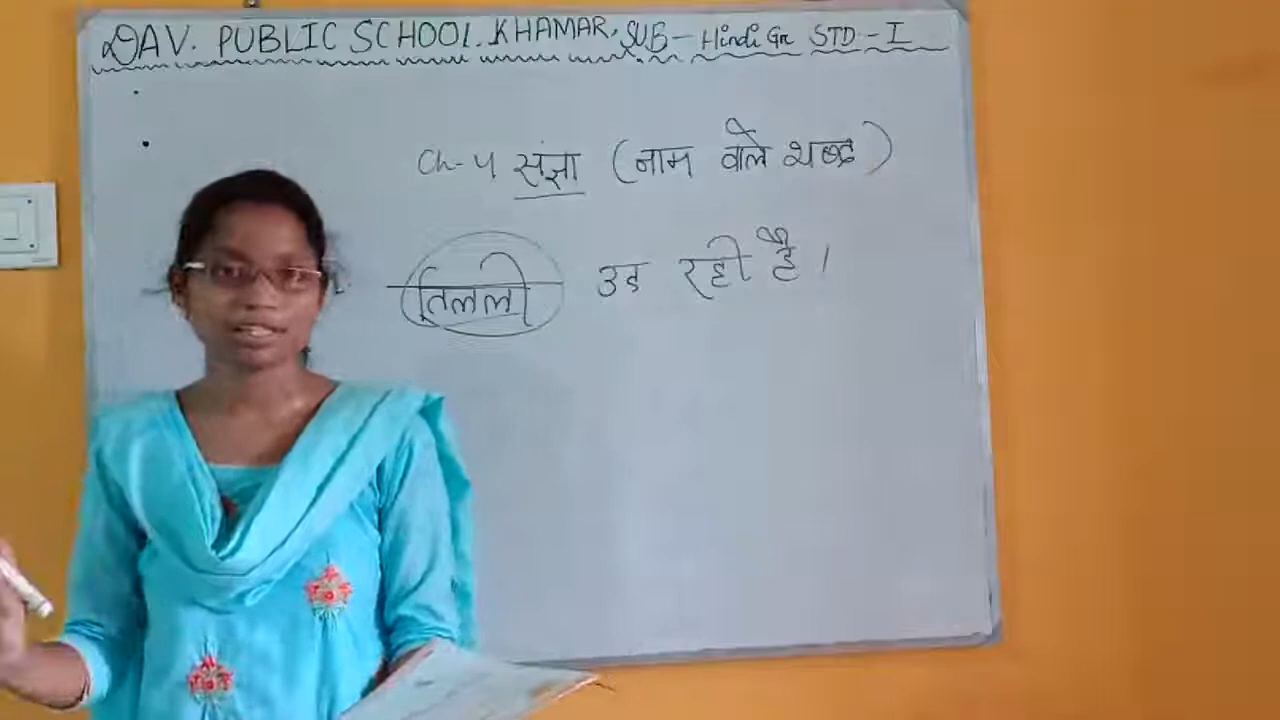 DAV. PUBLIC SCHOOL. KHAMAR, SUB - Hindi Gr STD - I
Ch-4 संज्ञा (नाम वाले शब्द)
तितली उड रही है।